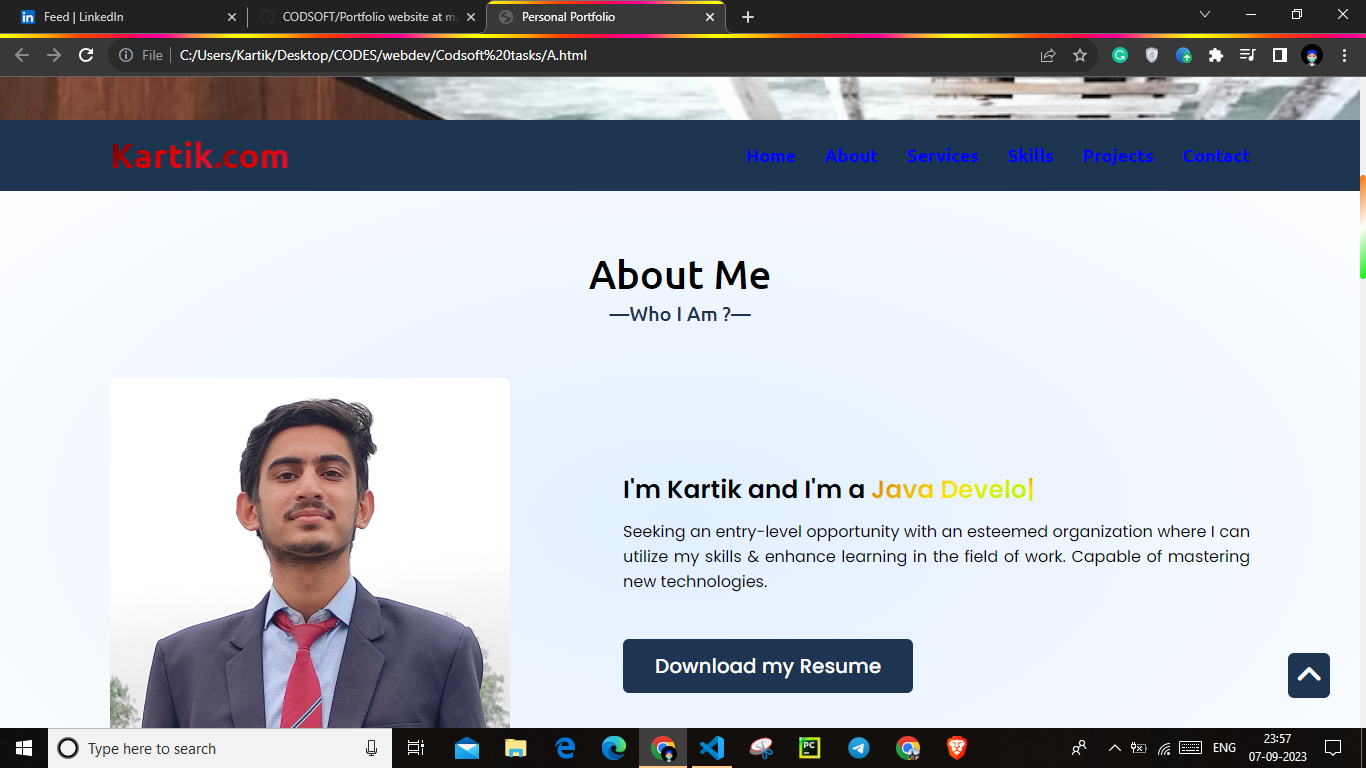 Feed | LinkedIn
CODSOFT/Portfolio website at m
Personal Portfolio
File
C:/Users/Kartik/Desktop/CODES/webdev/Codsoft%20tasks/A.html
Kartik.com
Home About Services Skills Projects Contact
About Me
—Who I Am ?—
I'm Kartik and I'm a Java Develo|
Seeking an entry-level opportunity with an esteemed organization where I can
utilize my skills & enhance learning in the field of work. Capable of mastering
new technologies.
Download my Resume
Type here to search
PC
ENG
23:57
07-09-2023